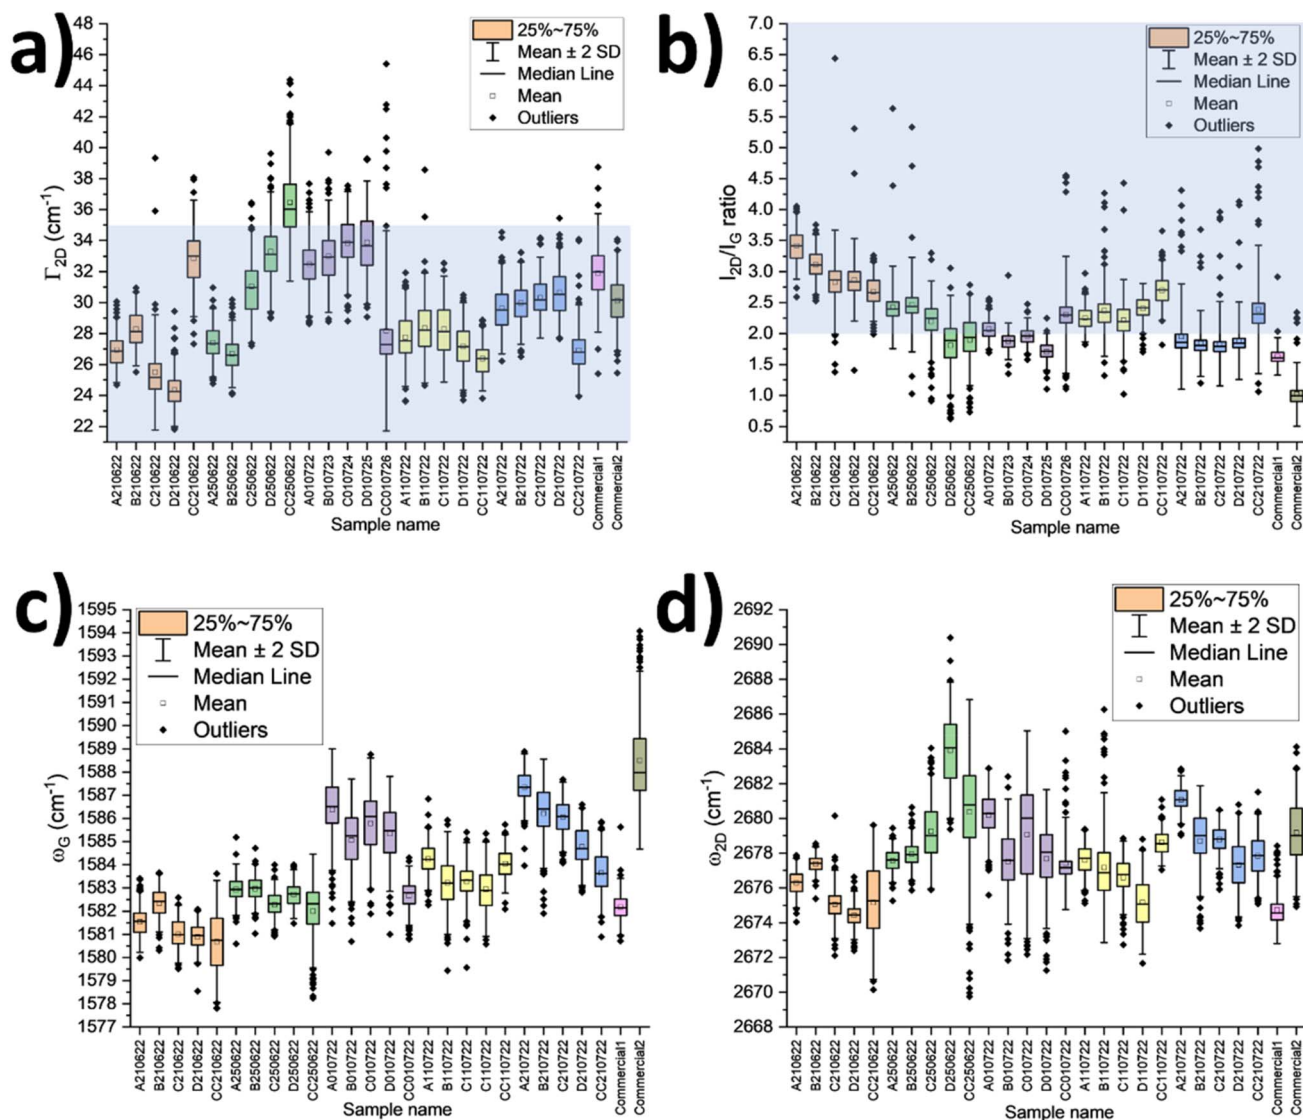 a)
48
46
44
42
40
38
36
34
32
30
28
26
24
22
Γ2D (cm-1)
25%~75%
Mean ± 2 SD
Median Line
Mean
Outliers
A210622
B210622
C210622
D210622
CC210622
A250622
B250622
C250622
D250622
CC250622
A010722
B010723
C010724
D010725
CC010726
A110722
B110722
C110722
D110722
CC110722
A210722
B210722
C210722
D210722
CC210722
Commercial1
Commercial2
Sample name
b)
7.0
6.5
6.0
5.5
5.0
4.5
4.0
3.5
3.0
2.5
2.0
1.5
1.0
0.5
I2D/IG ratio
25%~75%
Mean ± 2 SD
Median Line
Mean
Outliers
A210622
B210622
C210622
D210622
CC210622
A250622
B250622
C250622
D250622
CC250622
A010722
B010723
C010724
D010725
CC010726
A110722
B110722
C110722
D110722
CC110722
A210722
B210722
C210722
D210722
CC210722
Commercial1
Commercial2
Sample name
c)
1595
1594
1593
1592
1591
1590
1589
1588
1587
1586
1585
1584
1583
1582
1581
1580
1579
1578
1577
ωG (cm-1)
25%~75%
Mean ± 2 SD
Median Line
Mean
Outliers
A210622
B210622
C210622
D210622
CC210622
A250622
B250622
C250622
D250622
CC250622
A010722
B010722
C010722
D010722
CC010722
A110722
B110722
C110722
C110722
CC110722
A210722
B210722
C210722
D210722
CC210722
Commercial1
Commercial2
Sample name
d)
2692
2690
2688
2686
2684
2682
2680
2678
2676
2674
2672
2670
2668
ω2D (cm-1)
25%~75%
Mean ± 2 SD
Median Line
Mean
Outliers
A210622
B210622
C210622
D210622
CC210622
A250622
B250622
C250622
D250622
CC250622
A010722
B010722
C010722
D010722
CC010722
A110722
B110722
C110722
D110722
CC110722
A210722
B210722
C210722
D210722
CC210722
Commercial1
Commercial2
Sample name